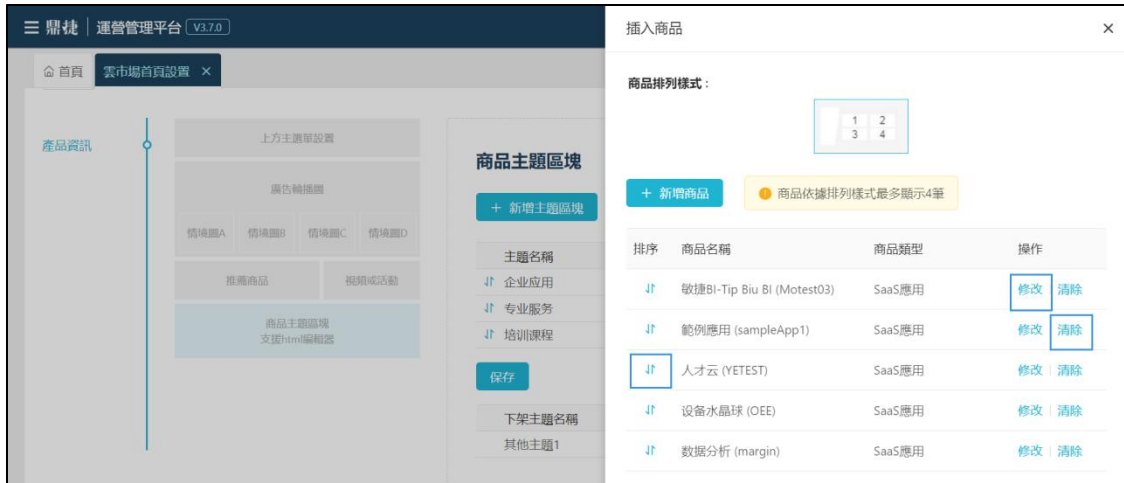 鼎捷 運營管理平台 V3.7.0
首頁 雲市場首頁設置 ×
產品資訊
上方主選單設置
廣告輪播圖
情境圖A 情境圖B 情境圖C 情境圖D
推薦商品 視頻或活動
商品主題區塊
支援html編輯器
商品主題區塊
+ 新增主題區塊
主題名稱
企业应用
专业服务
培训课程
保存
下架主題名稱
其他主題1
插入商品 ×
商品排列樣式：
1 2
3 4
+ 新增商品 商品依據排列樣式最多顯示4筆
排序 商品名稱 商品類型 操作
敏捷BI-Tip Biu BI (Motest03) SaaS應用 修改 清除
範例應用 (sampleApp1) SaaS應用 修改 清除
人才云 (YETEST) SaaS應用 修改 清除
设备水晶球 (OEE) SaaS應用 修改 清除
数据分析 (margin) SaaS應用 修改 清除